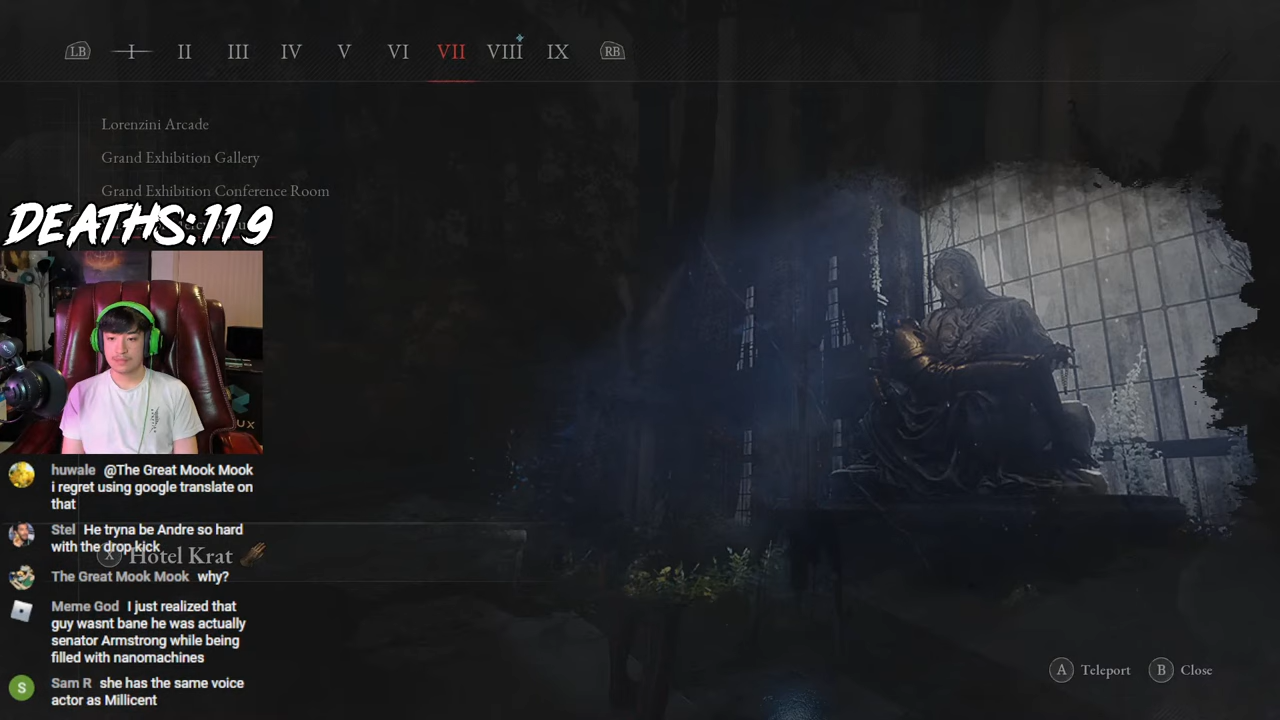 LB I II III IV V VI VII VIII IX RB
Lorenzini Arcade
Grand Exhibition Gallery
Grand Exhibition Conference Room
DEATHS:119
UX
huwale @The Great Mook Mook
i regret using google translate on
that
Stel He tryna be Andre so hard
with the drop kick
X Hotel Krat
The Great Mook Mook why?
Meme God I just realized that
guy wasnt bane he was actually
senator Armstrong while being
filled with nanomachines
S Sam R she has the same voice
actor as Millicent
A Teleport B Close